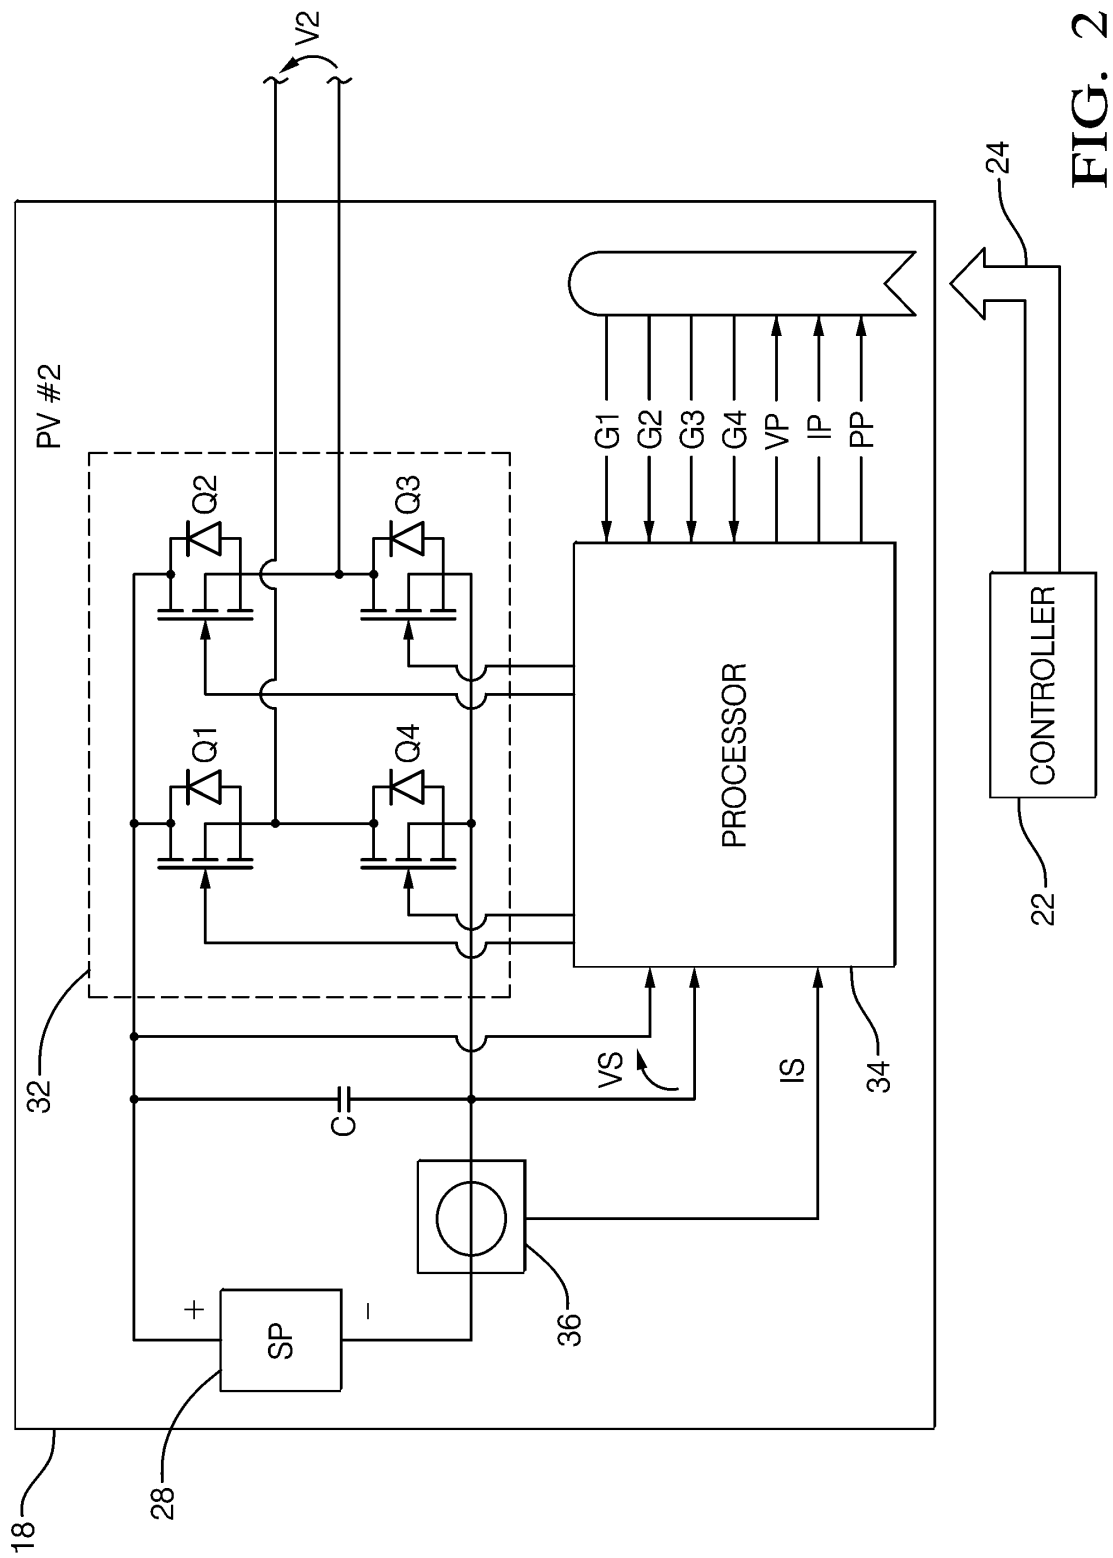 PV #2
V2
32
Q1
Q2
Q4
Q3
C
+
SP
−
28
18
36
VS
IS
34
PROCESSOR
G1
G2
G3
G4
VP
IP
PP
CONTROLLER
22
24
FIG. 2